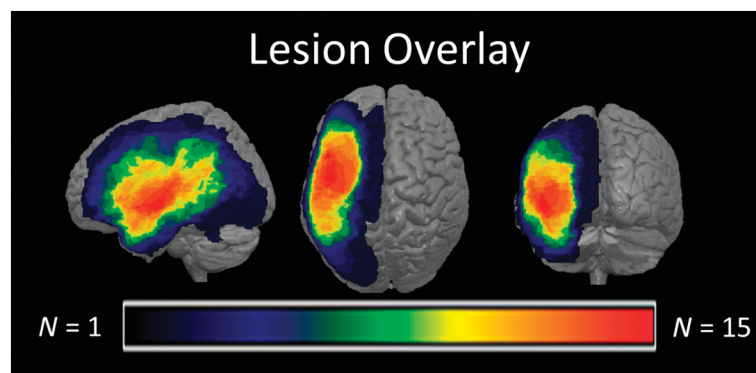 Lesion Overlay
N = 1
N = 15